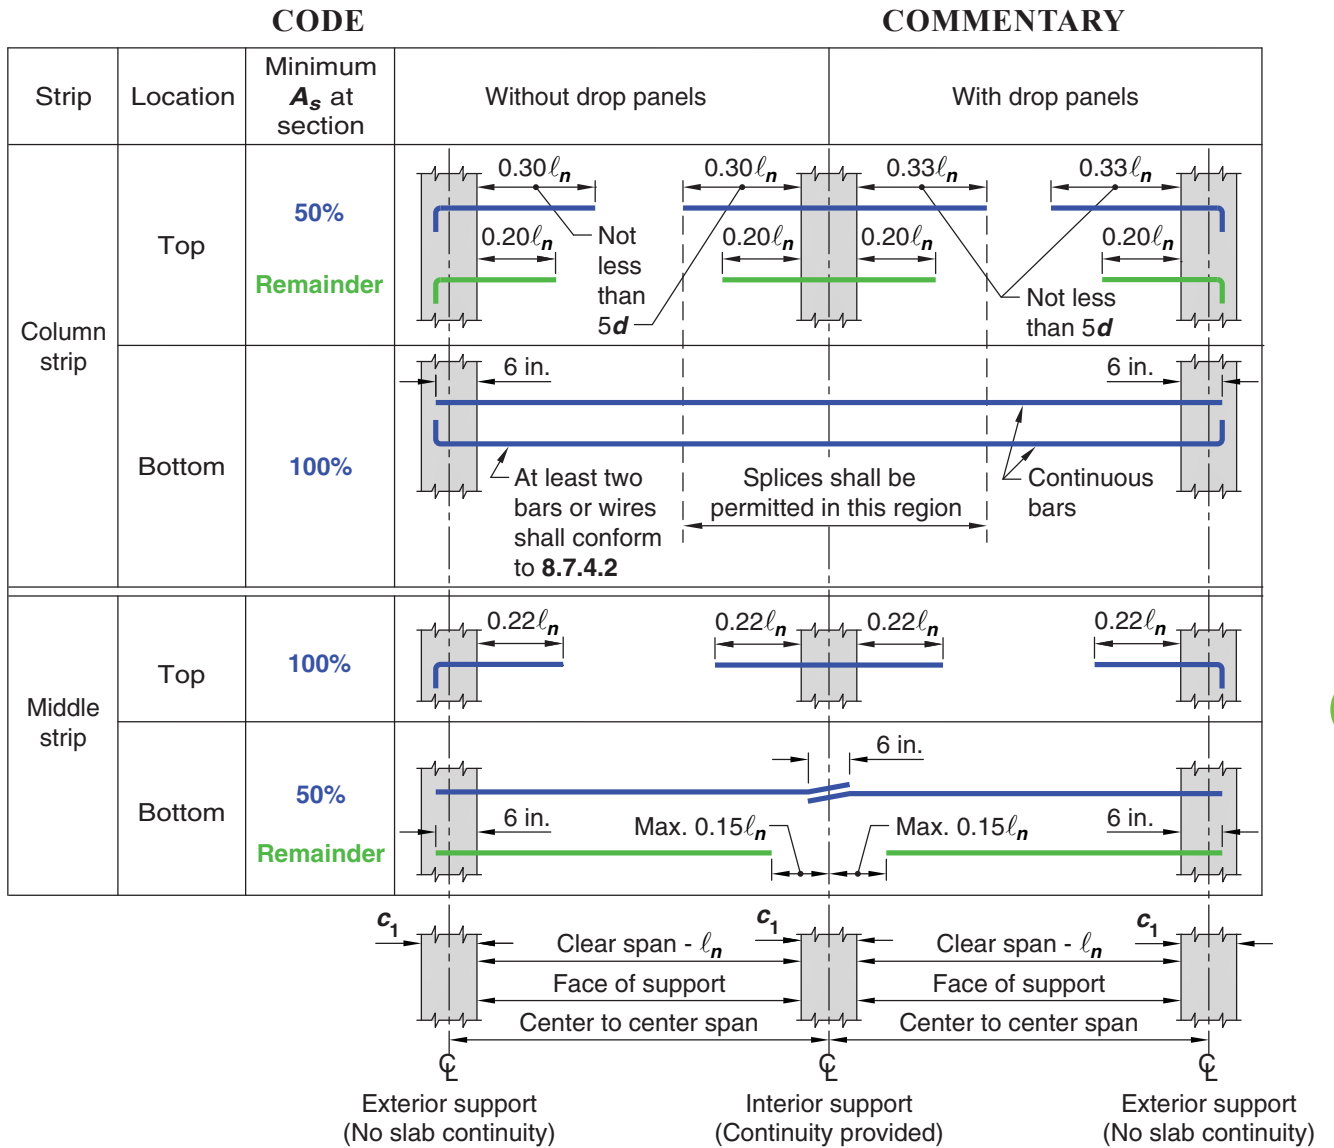 CODE COMMENTARY
Strip Location Minimum A_s at section Without drop panels With drop panels
Column strip
Top
50%
Remainder
0.30ℓn 0.30ℓn 0.33ℓn 0.33ℓn
0.20ℓn 0.20ℓn 0.20ℓn 0.20ℓn
Not less than 5d
Not less than 5d
Bottom
100%
6 in. 6 in.
At least two bars or wires shall conform to 8.7.4.2
Splices shall be permitted in this region
Continuous bars
Middle strip
Top
100%
0.22ℓn 0.22ℓn 0.22ℓn 0.22ℓn
Bottom
50%
Remainder
6 in.
6 in. Max. 0.15ℓn Max. 0.15ℓn 6 in.
c1 c1 c1
Clear span - ℓn Clear span - ℓn
Face of support Face of support
Center to center span Center to center span
℄ ℄ ℄
Exterior support Interior support Exterior support
(No slab continuity) (Continuity provided) (No slab continuity)